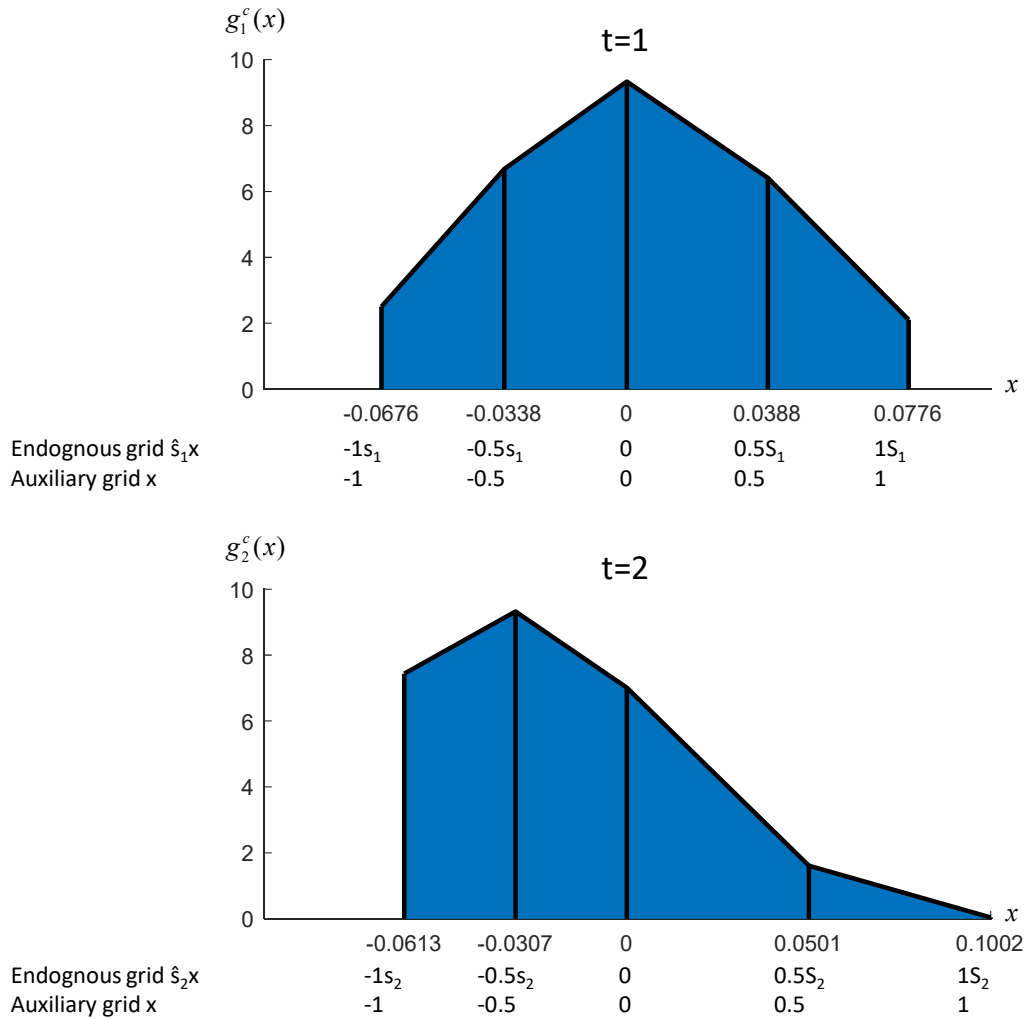 g₁ᶜ(x)
t=1
10
8
6
4
2
0
x
-0.0676 -0.0338 0 0.0388 0.0776
Endognous grid ŝ₁x -1s₁ -0.5s₁ 0 0.5S₁ 1S₁
Auxiliary grid x -1 -0.5 0 0.5 1
g₂ᶜ(x)
t=2
10
8
6
4
2
0
x
-0.0613 -0.0307 0 0.0501 0.1002
Endognous grid ŝ₂x -1s₂ -0.5s₂ 0 0.5S₂ 1S₂
Auxiliary grid x -1 -0.5 0 0.5 1